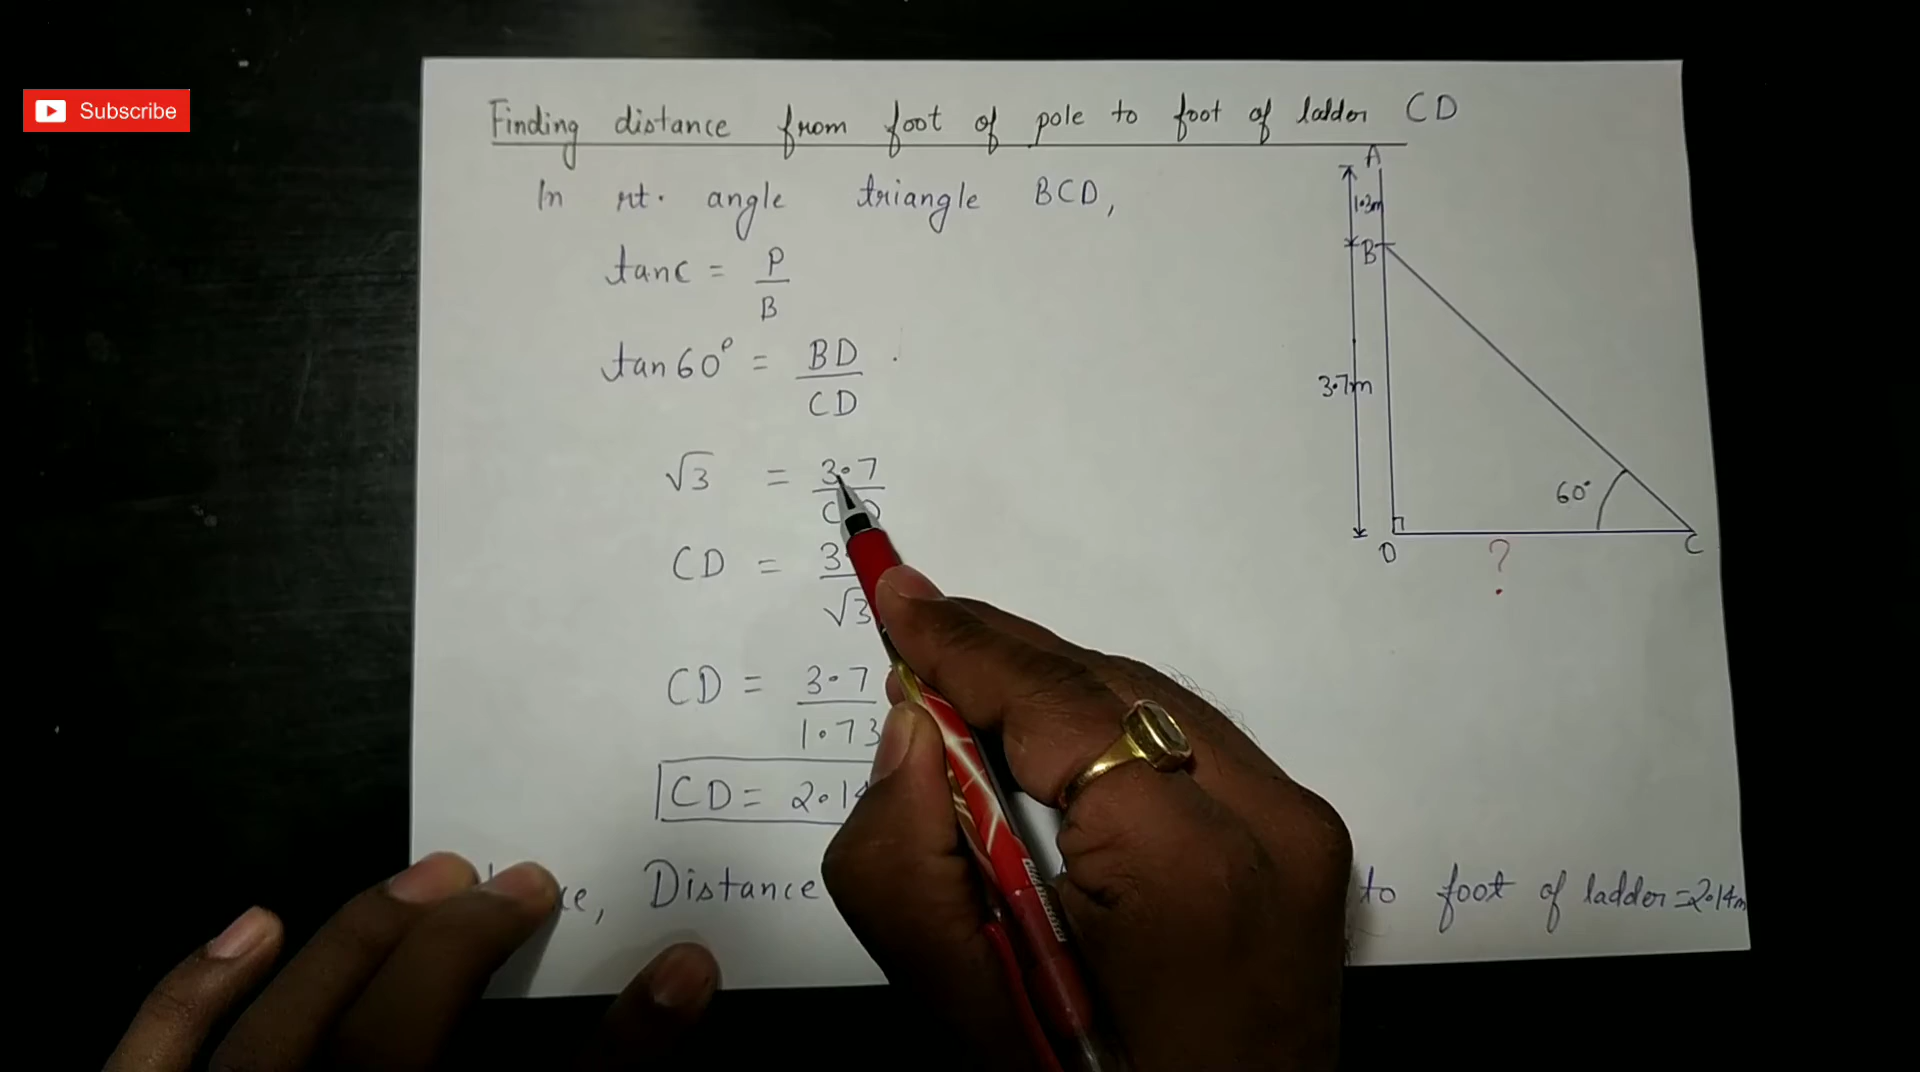 Subscribe
Finding distance from foot of pole to foot of ladder CD
In rt. angle triangle BCD,
tanc = P
B
tan60° = BD
CD
√3 = 3.7
CD = 3
√3
CD = 3.7
1.73
CD = 2.14
Distance to foot of ladder = 2.14m
A
1.3m
B
3.7m
60°
D
?
C